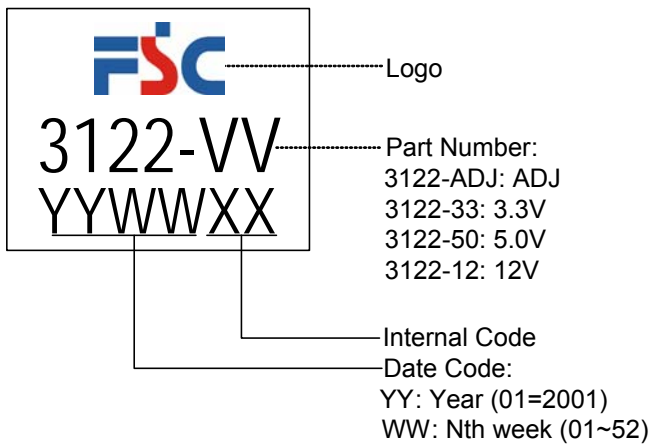 FSC
Logo
3122-VV
Part Number:
3122-ADJ: ADJ
3122-33: 3.3V
3122-50: 5.0V
3122-12: 12V
YYWWXX
Internal Code
Date Code:
YY: Year (01=2001)
WW: Nth week (01~52)